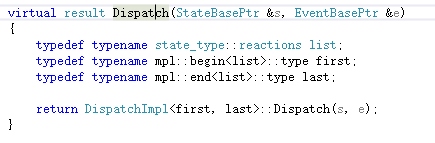 virtual result Dispatch(StateBasePtr &s, EventBasePtr &e)
{
    typedef typename state_type::reactions list;
    typedef typename mpl::begin<list>::type first;
    typedef typename mpl::end<list>::type last;
    return DispatchImpl<first, last>::Dispatch(s, e);
}